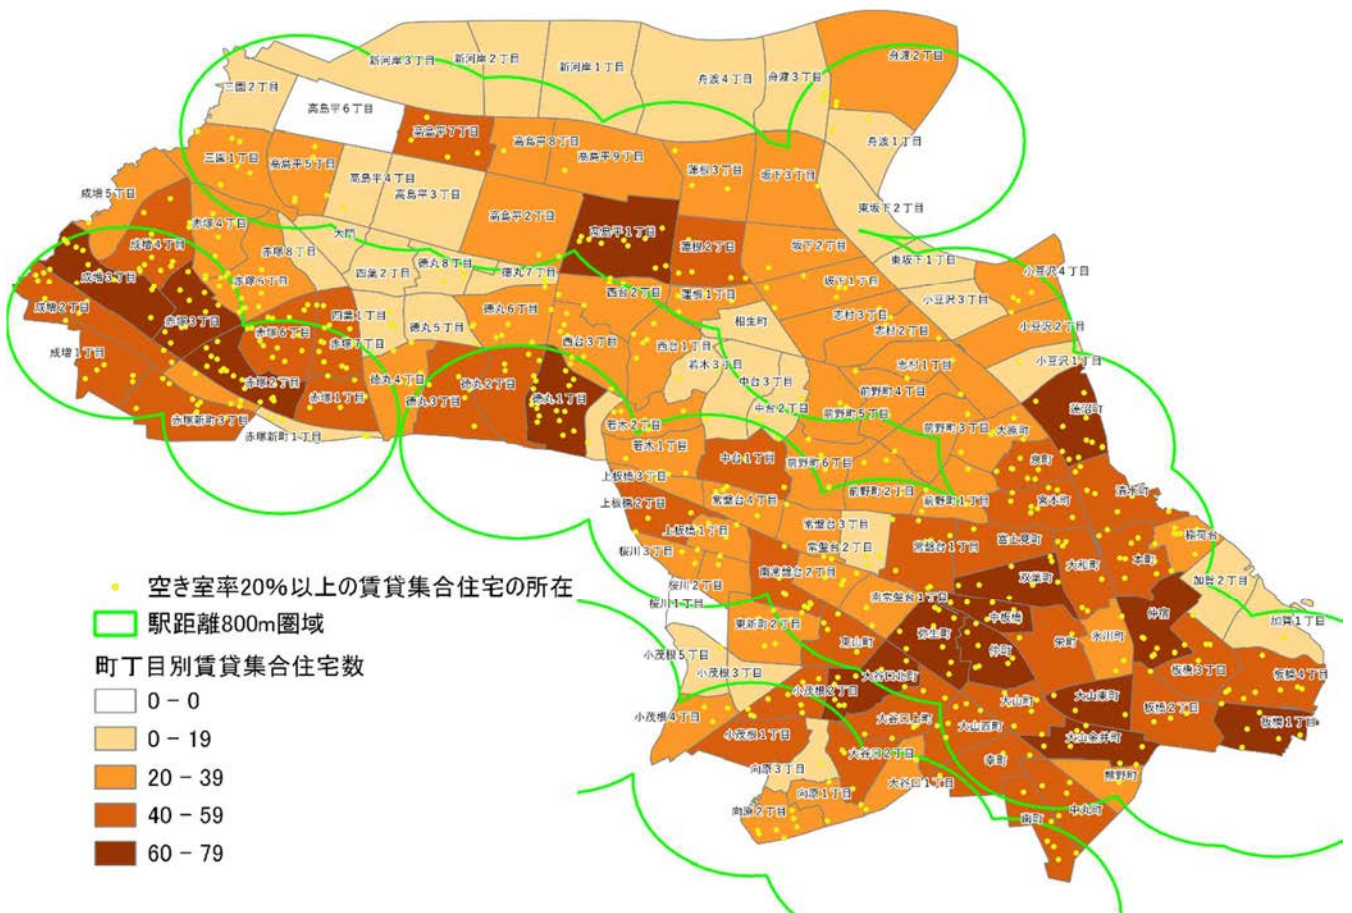 新河岸3丁目
新河岸2丁目
新河岸1丁目
舟渡4丁目
舟渡3丁目
舟渡2丁目
三園2丁目
高島平6丁目
高島平7丁目
高島平8丁目
高島平9丁目
舟渡1丁目
三園1丁目
高島平5丁目
高島平4丁目
高島平3丁目
蓮根3丁目
坂下3丁目
成増5丁目
赤塚4丁目
高島平2丁目
高島平1丁目
東坂下2丁目
大門
成増4丁目
赤塚8丁目
蓮根2丁目
坂下2丁目
東坂下1丁目
成増3丁目
赤塚5丁目
四葉2丁目
徳丸8丁目
徳丸7丁目
西台2丁目
蓮根1丁目
坂下1丁目
小豆沢4丁目
成増2丁目
赤塚3丁目
四葉1丁目
徳丸6丁目
相生町
志村3丁目
小豆沢3丁目
赤塚6丁目
赤塚7丁目
徳丸5丁目
西台3丁目
西台1丁目
志村2丁目
小豆沢2丁目
成増1丁目
若木3丁目
志村1丁目
小豆沢1丁目
赤塚2丁目
赤塚1丁目
徳丸4丁目
徳丸3丁目
徳丸2丁目
徳丸1丁目
中台3丁目
中台2丁目
前野町4丁目
前野町5丁目
蓮沼町
赤塚新町3丁目
赤塚新町1丁目
若木2丁目
若木1丁目
前野町3丁目
大原町
中台1丁目
前野町6丁目
泉町
上板橋3丁目
上板橋2丁目
常盤台4丁目
前野町2丁目
前野町1丁目
宮本町
清水町
上板橋1丁目
常盤台3丁目
常盤台2丁目
常盤台1丁目
富士見町
稲荷台
桜川3丁目
南常盤台2丁目
大和町
本町
双葉町
加賀2丁目
桜川2丁目
桜川1丁目
南常盤台1丁目
東新町2丁目
中板橋
仲宿
加賀1丁目
東山町
弥生町
仲町
栄町
氷川町
小茂根5丁目
小茂根3丁目
大谷口北町
板橋3丁目
板橋4丁目
小茂根2丁目
大山町
大山東町
板橋2丁目
小茂根4丁目
大谷口上町
大山西町
板橋1丁目
小茂根1丁目
大谷口2丁目
大山金井町
幸町
向原3丁目
大谷口1丁目
熊野町
向原1丁目
向原2丁目
南町
中丸町
空き室率20%以上の賃貸集合住宅の所在
駅距離800m圏域
町丁目別賃貸集合住宅数
0 - 0
0 - 19
20 - 39
40 - 59
60 - 79